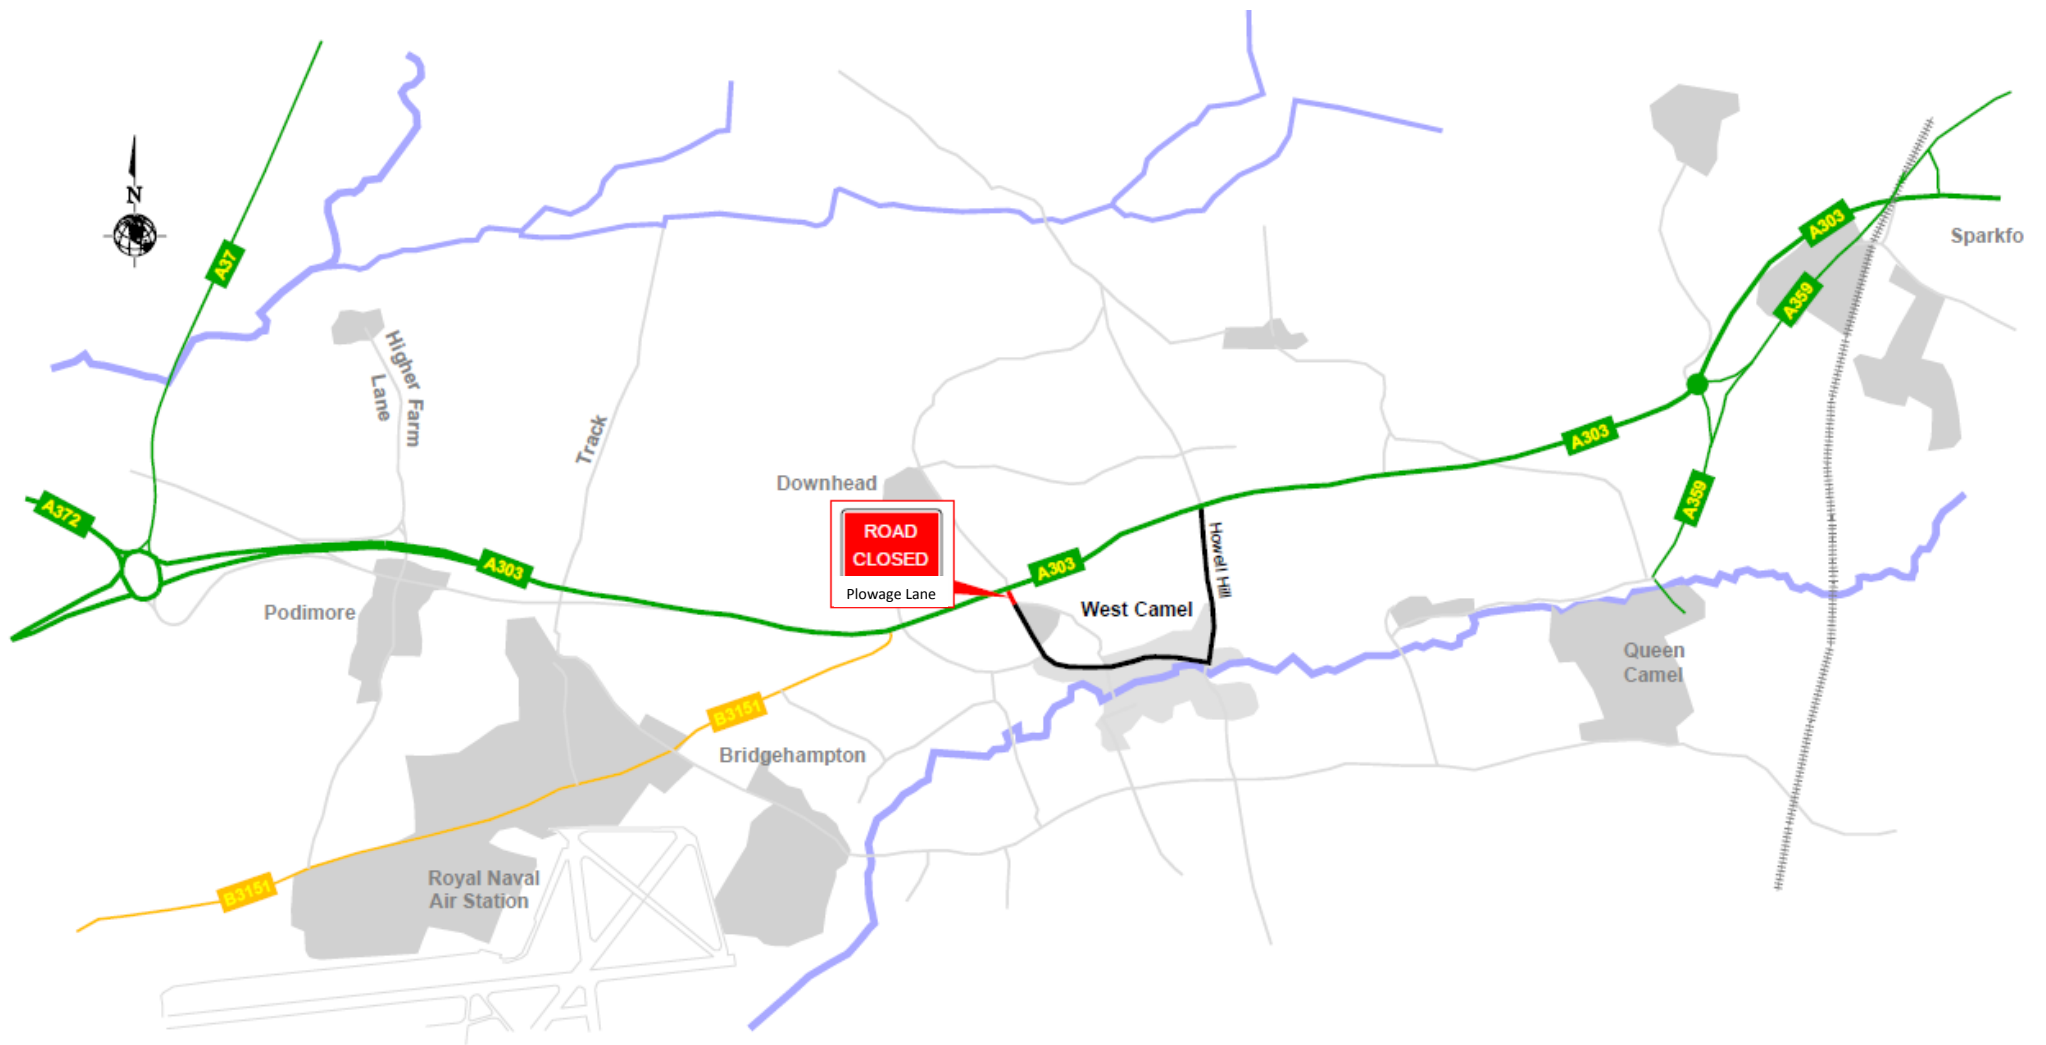 N
A37
A303
Sparkfo
A359
Higher Farm
Lane
Track
A303
Downhead
A372
ROAD
CLOSED
Plowage Lane
A303
A303
Howell Hill
A359
Podimore
West Camel
Queen
Camel
B3151
Bridgehampton
Royal Naval
Air Station
B3151